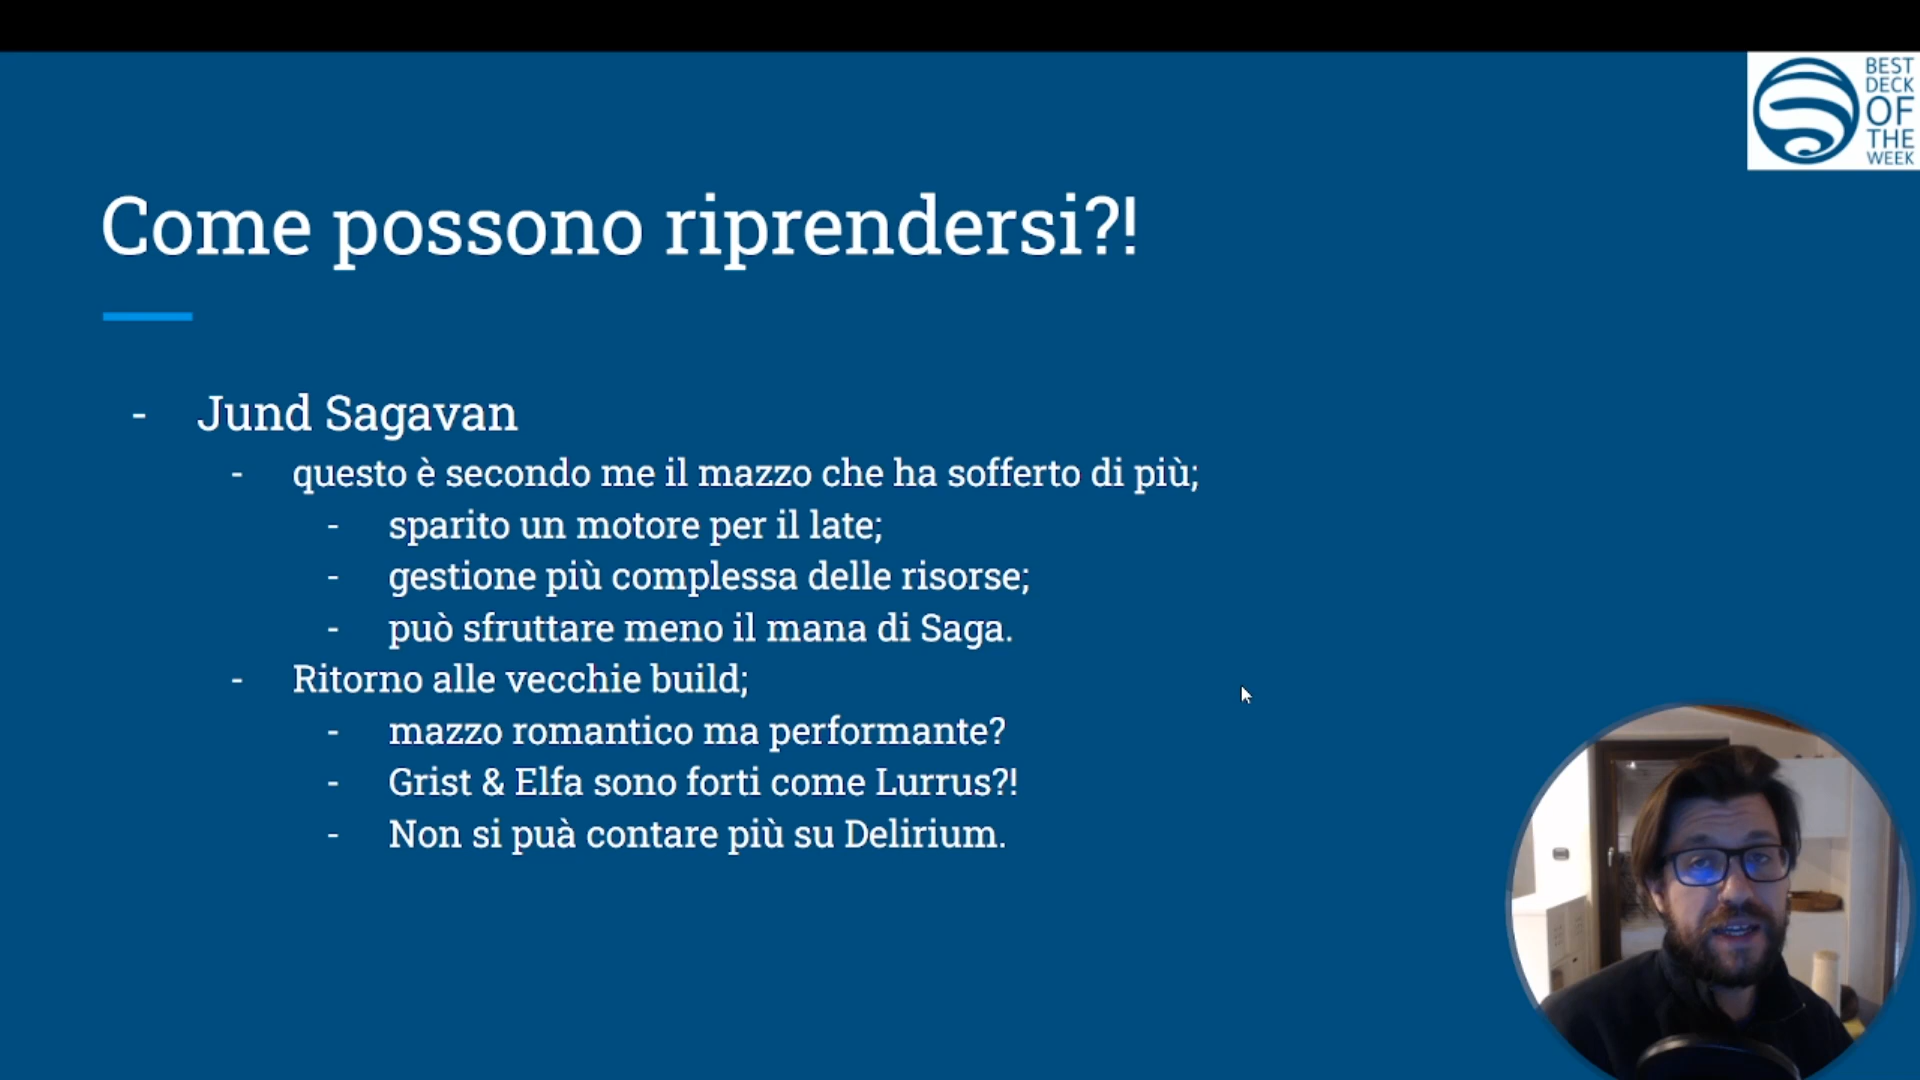 BEST
DECK
OF
THE
WEEK
Come possono riprendersi?!
- Jund Sagavan
- questo è secondo me il mazzo che ha sofferto di più;
- sparito un motore per il late;
- gestione più complessa delle risorse;
- può sfruttare meno il mana di Saga.
- Ritorno alle vecchie build;
- mazzo romantico ma performante?
- Grist & Elfa sono forti come Lurrus?!
- Non si puà contare più su Delirium.